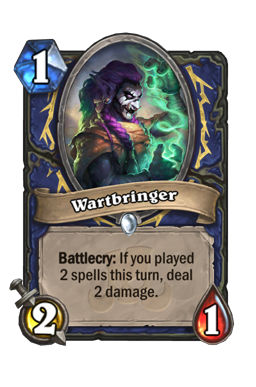 1
Wartbringer
Battlecry: If you played
2 spells this turn, deal
2 damage.
2
1